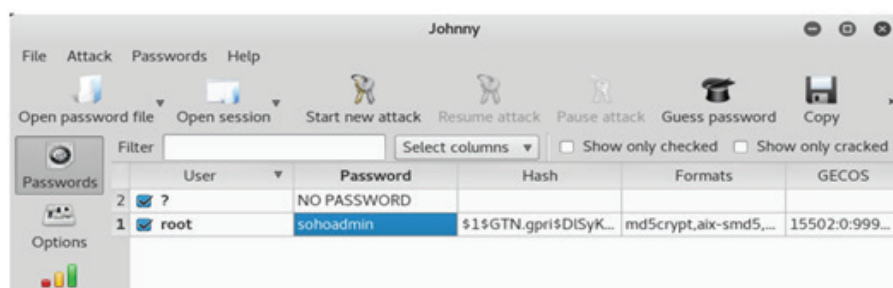 Johnny
File Attack Passwords Help
Open password file Open session Start new attack Resume attack Pause attack Guess password Copy
Filter Select columns Show only checked Show only cracked
Passwords
User Password Hash Formats GECOS
2 ? NO PASSWORD
1 root sohoadmin $1$GTN.gpri$DlSyK... md5crypt,aix-smd5,... 15502:0:999...
Options